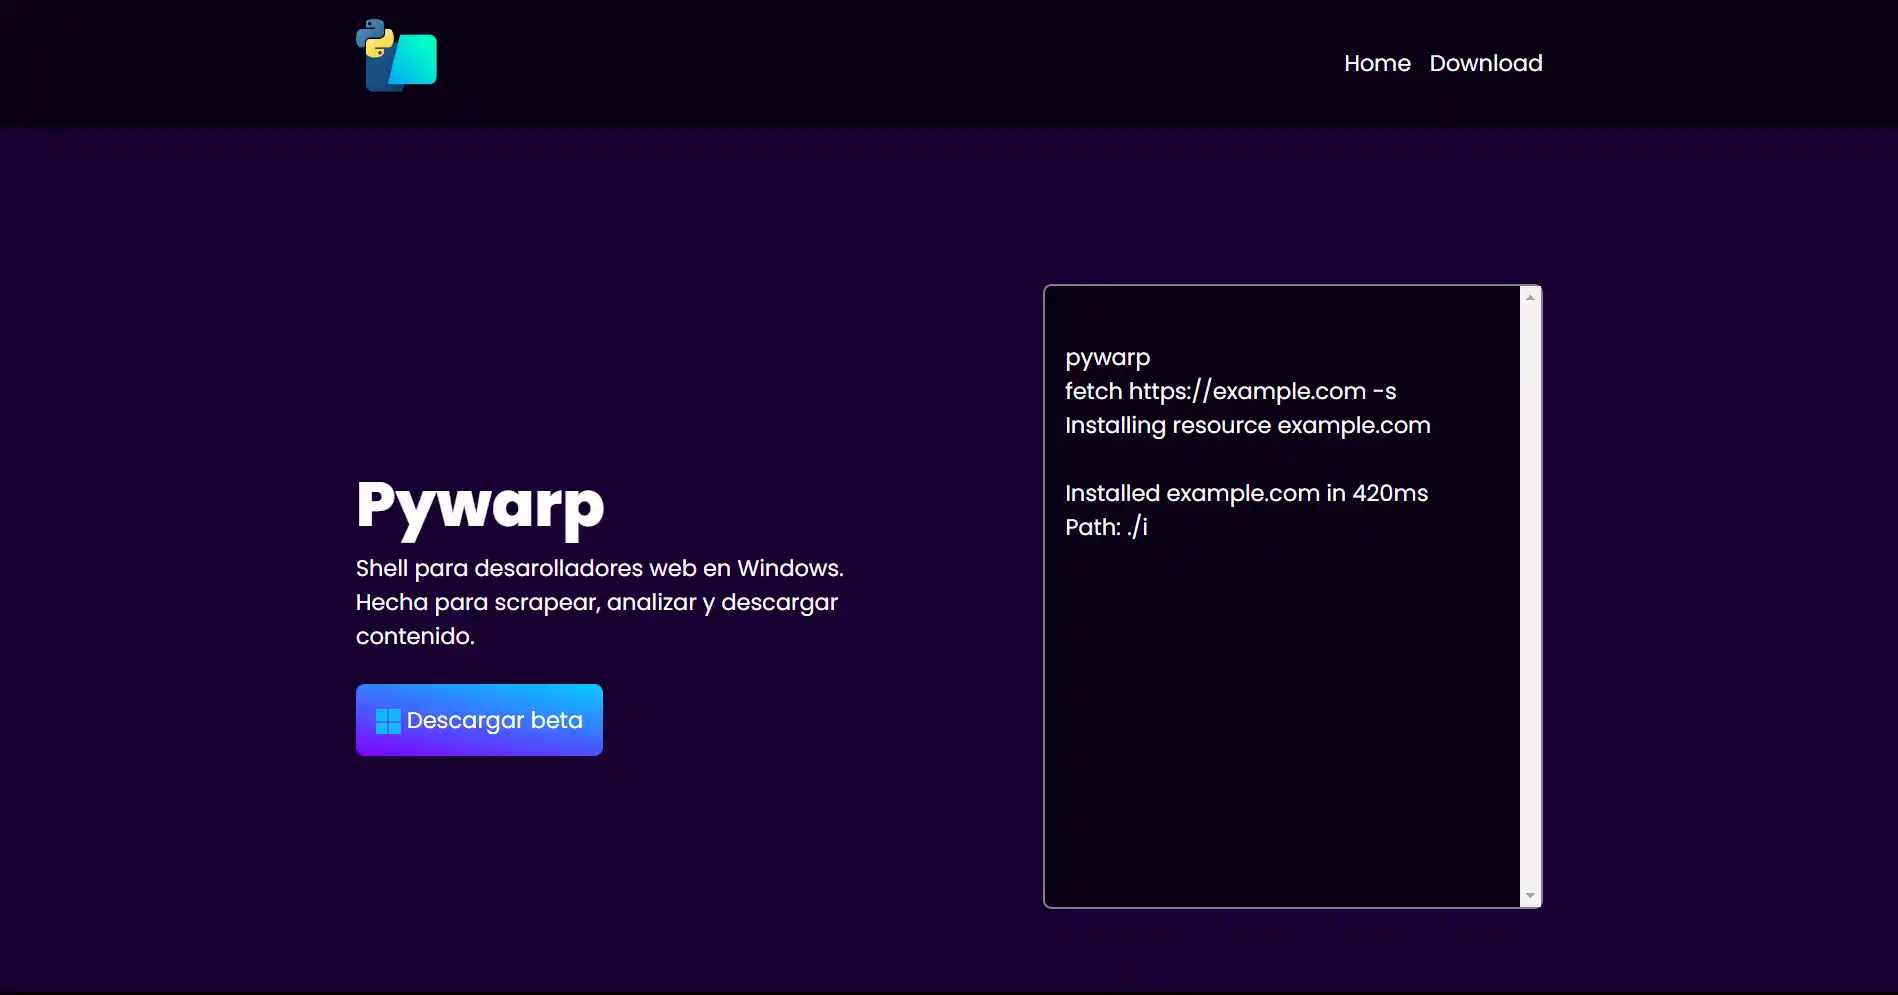 Home Download
Pywarp
Shell para desarolladores web en Windows.
Hecha para scrapear, analizar y descargar
contenido.
Descargar beta
pywarp
fetch https://example.com -s
Installing resource example.com
Installed example.com in 420ms
Path: ./i